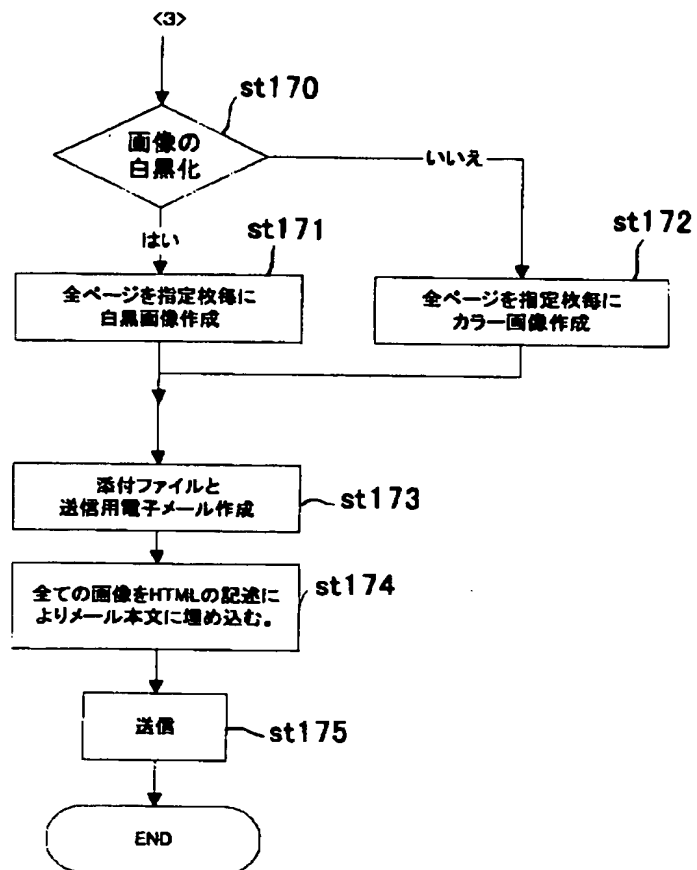 <3>
st170
画像の
白黒化
いいえ
はい
st171
st172
全ページを指定枚毎に
白黒画像作成
全ページを指定枚毎に
カラー画像作成
添付ファイルと
送信用電子メール作成
st173
全ての画像をHTMLの記述に
よりメール本文に埋め込む。
st174
送信
st175
END